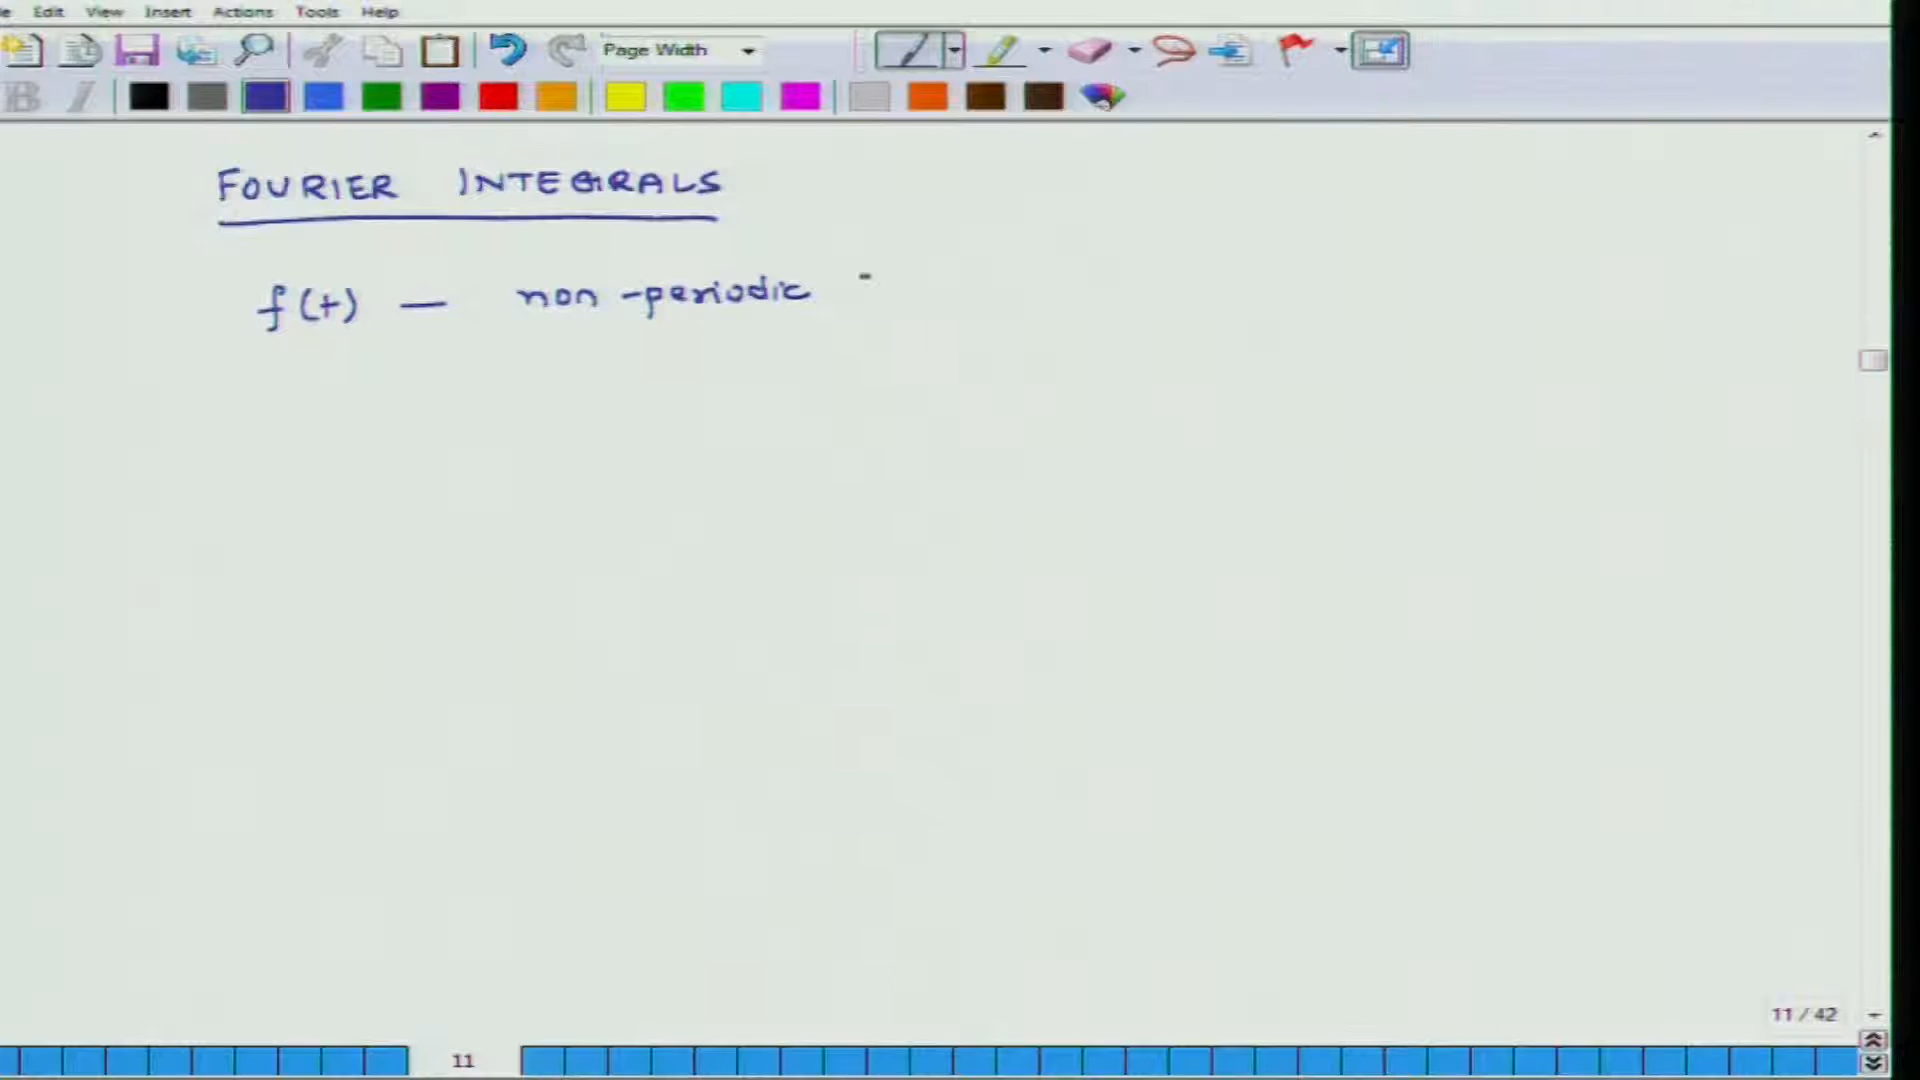 Edit View Insert Actions Tools Help
Page Width
B I
FOURIER INTEGRALS
f(t) — non-periodic
11 / 42
11